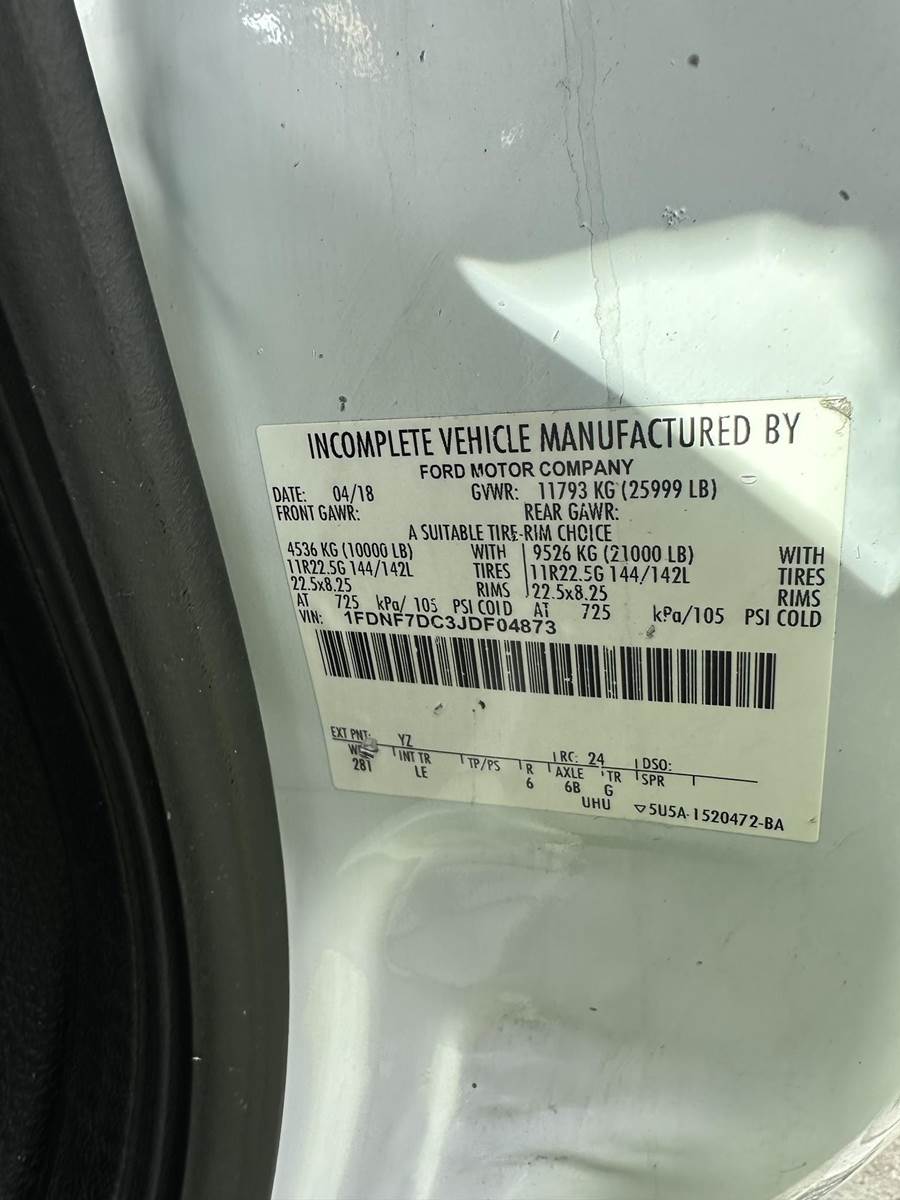 INCOMPLETE VEHICLE MANUFACTURED BY
FORD MOTOR COMPANY
DATE: 04/18 GVWR: 11793 KG (25999 LB)
FRONT GAWR: REAR GAWR:
A SUITABLE TIRE-RIM CHOICE
4536 KG (10000 LB) WITH 9526 KG (21000 LB) WITH
11R22.5G 144/142L TIRES 11R22.5G 144/142L TIRES
22.5x8.25 RIMS 22.5x8.25 RIMS
AT 725 kPa/ 105 PSI COLD AT 725 kPa/105 PSI COLD
VIN: 1FDNF7DC3JDF04873
EXT PNT: YZ RC: 24 DSO:
INT TR TP/PS R AXLE TR SPR
281 LE 6 6B G
UHU 5U5A-1520472-BA